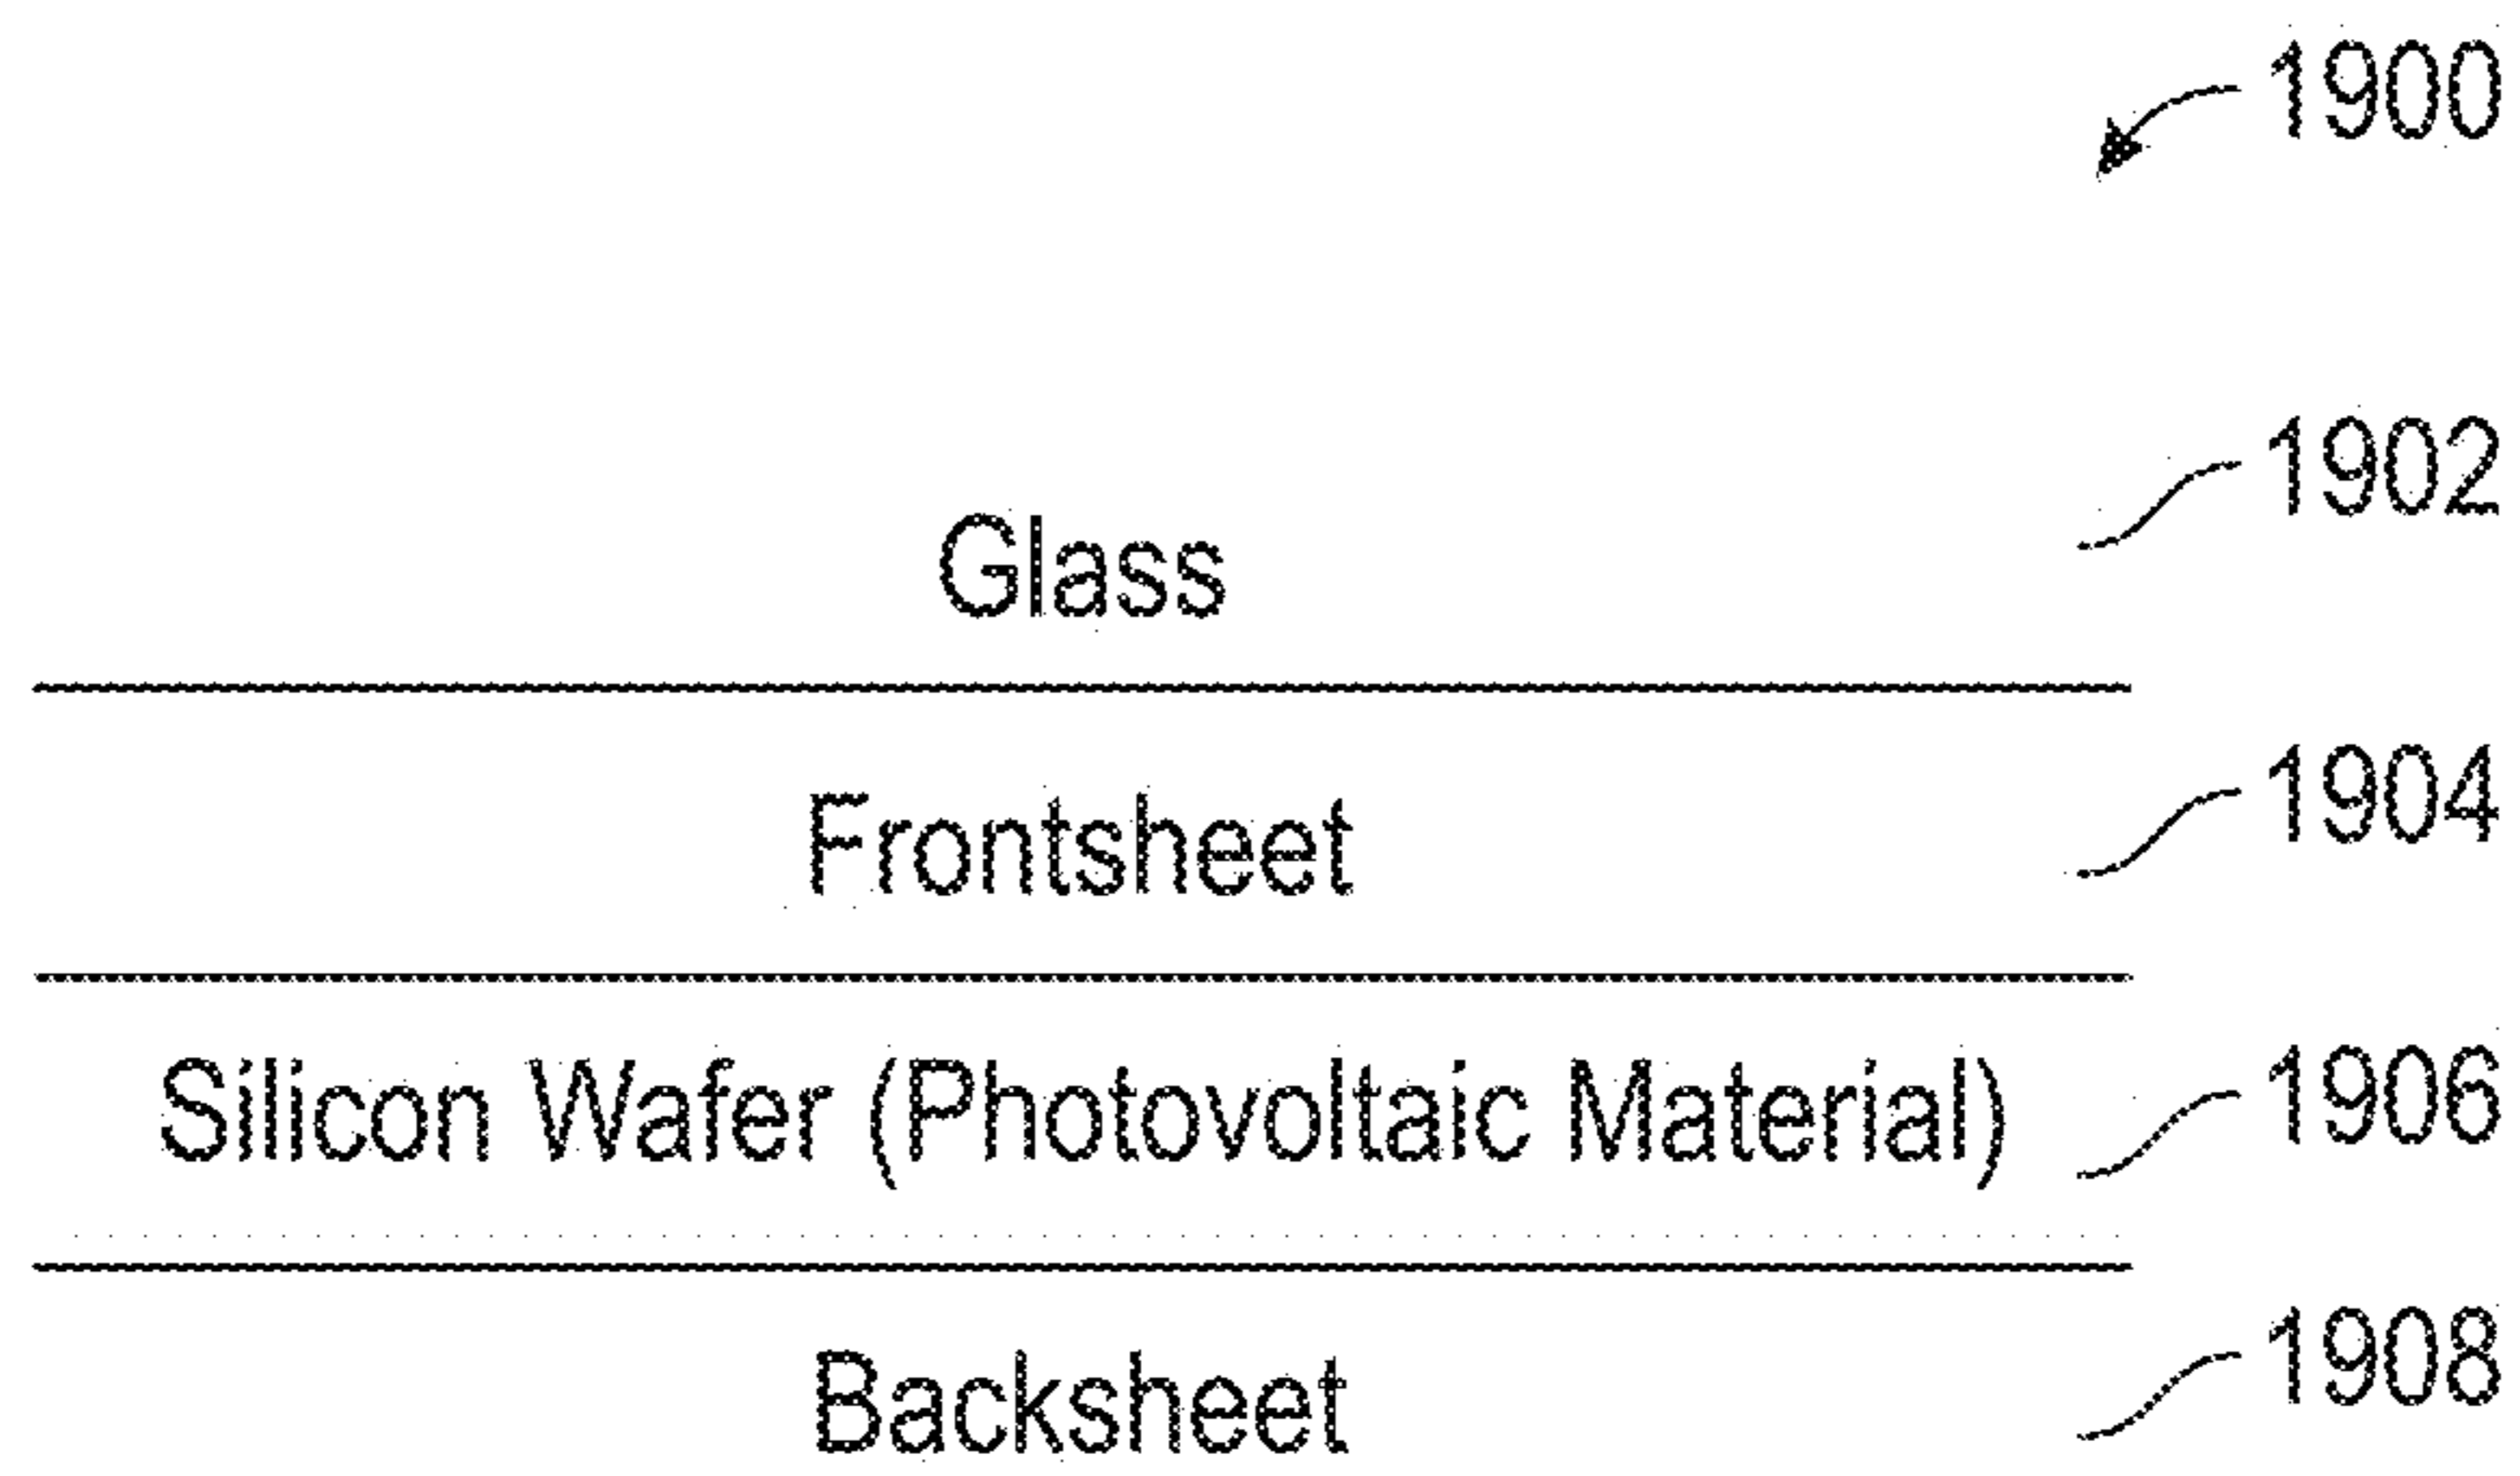 1900
1902
Glass
1904
Frontsheet
1906
Silicon Wafer (Photovoltaic Material)
1908
Backsheet